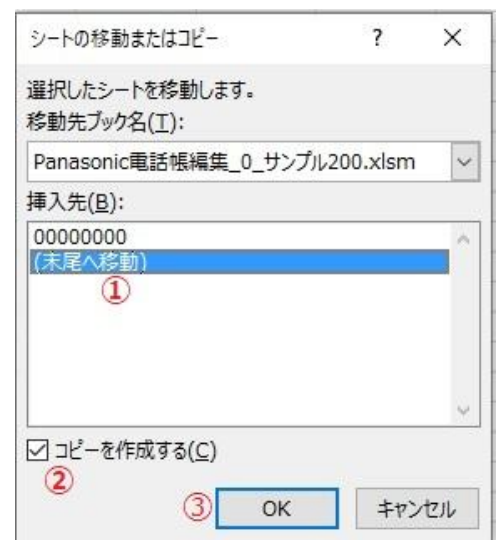 シートの移動またはコピー ? ×
選択したシートを移動します。
移動先ブック名(T):
Panasonic電話帳編集_0_サンプル200.xlsm
挿入先(B):
00000000
(末尾へ移動)
①
コピーを作成する(C)
②
③ OK キャンセル